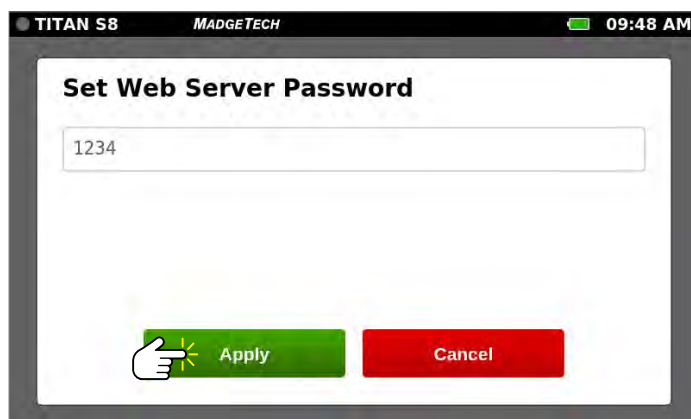 TITAN S8 MADGETECH 09:48 AM
Set Web Server Password
1234
Apply Cancel